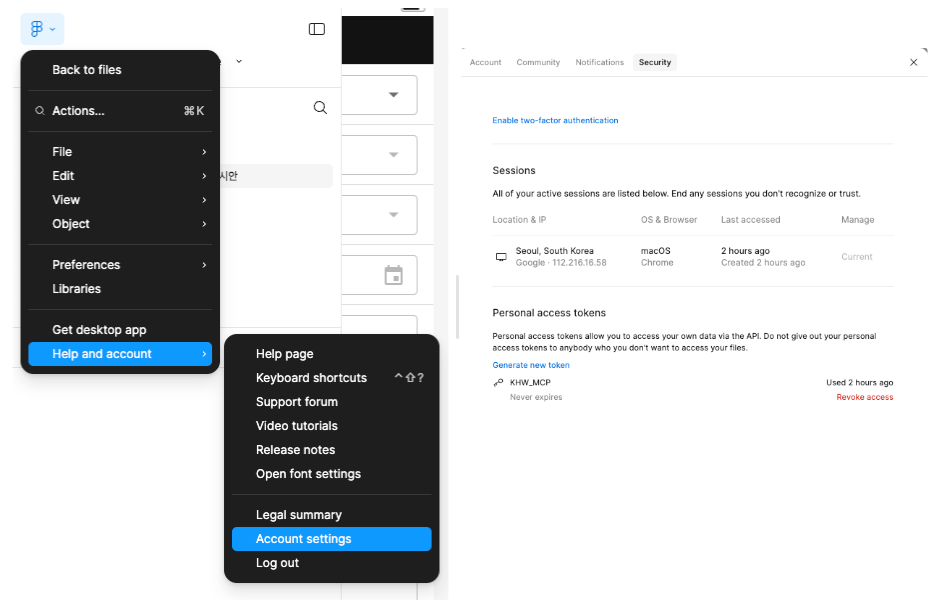 Back to files
Actions... ⌘K
File
Edit
View
Object
Preferences
Libraries
Get desktop app
Help and account
시안
Help page
Keyboard shortcuts ^⇧?
Support forum
Video tutorials
Release notes
Open font settings
Legal summary
Account settings
Log out
Account Community Notifications Security
Enable two-factor authentication
Sessions
All of your active sessions are listed below. End any sessions you don't recognize or trust.
Location & IP OS & Browser Last accessed Manage
Seoul, South Korea macOS 2 hours ago
Google · 112.216.16.58 Chrome Created 2 hours ago Current
Personal access tokens
Personal access tokens allow you to access your own data via the API. Do not give out your personal
access tokens to anybody who you don't want to access your files.
Generate new token
KHW_MCP Used 2 hours ago
Never expires Revoke access